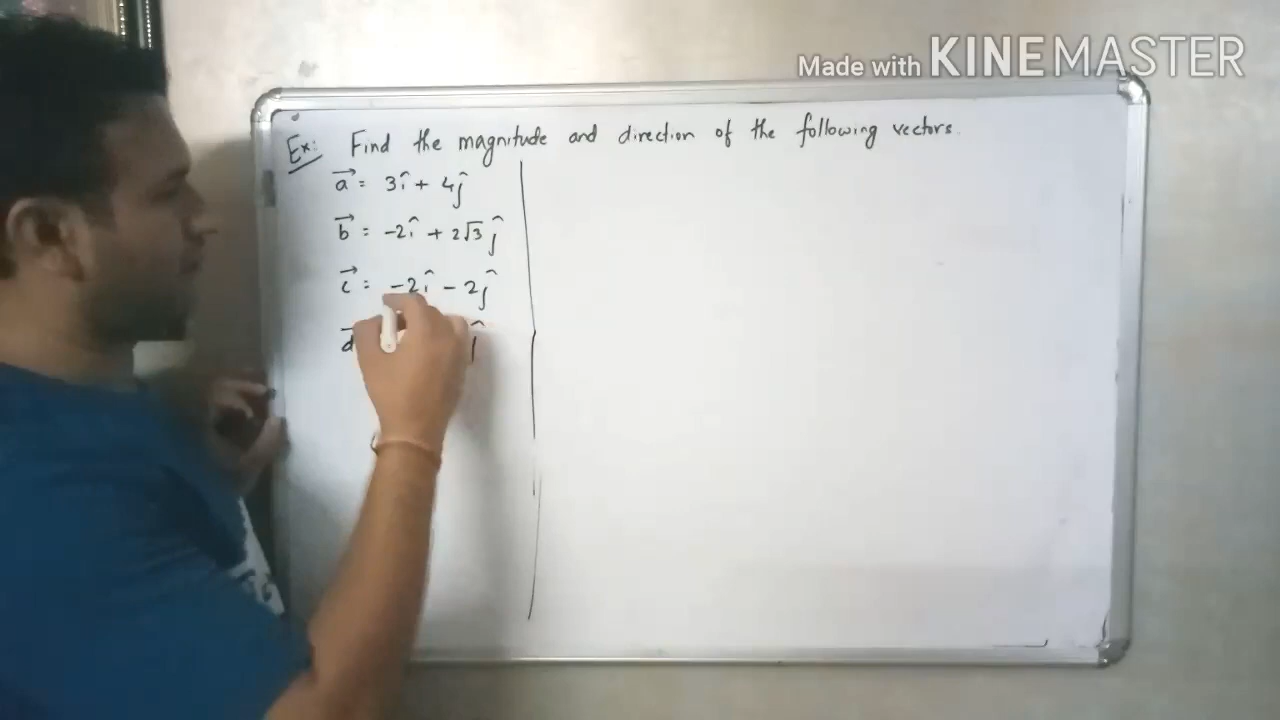 Made with KINEMASTER
Ex: Find the magnitude and direction of the following vectors.
a⃗ = 3î + 4ĵ
b⃗ = -2î + 2√3 ĵ
c⃗ = -2î - 2ĵ
d⃗